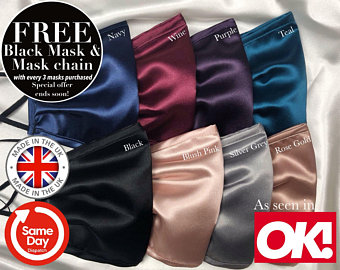 FREE
Black Mask &
Mask chain
with every 3 masks purchased
Special offer
ends soon!
Navy
Wine
Purple
Teal
MADE IN THE UK
MADE IN THE UK
Black
Blush Pink
Silver Grey
Rose Gold
Same
Day
Dispatch
As seen in
OK!